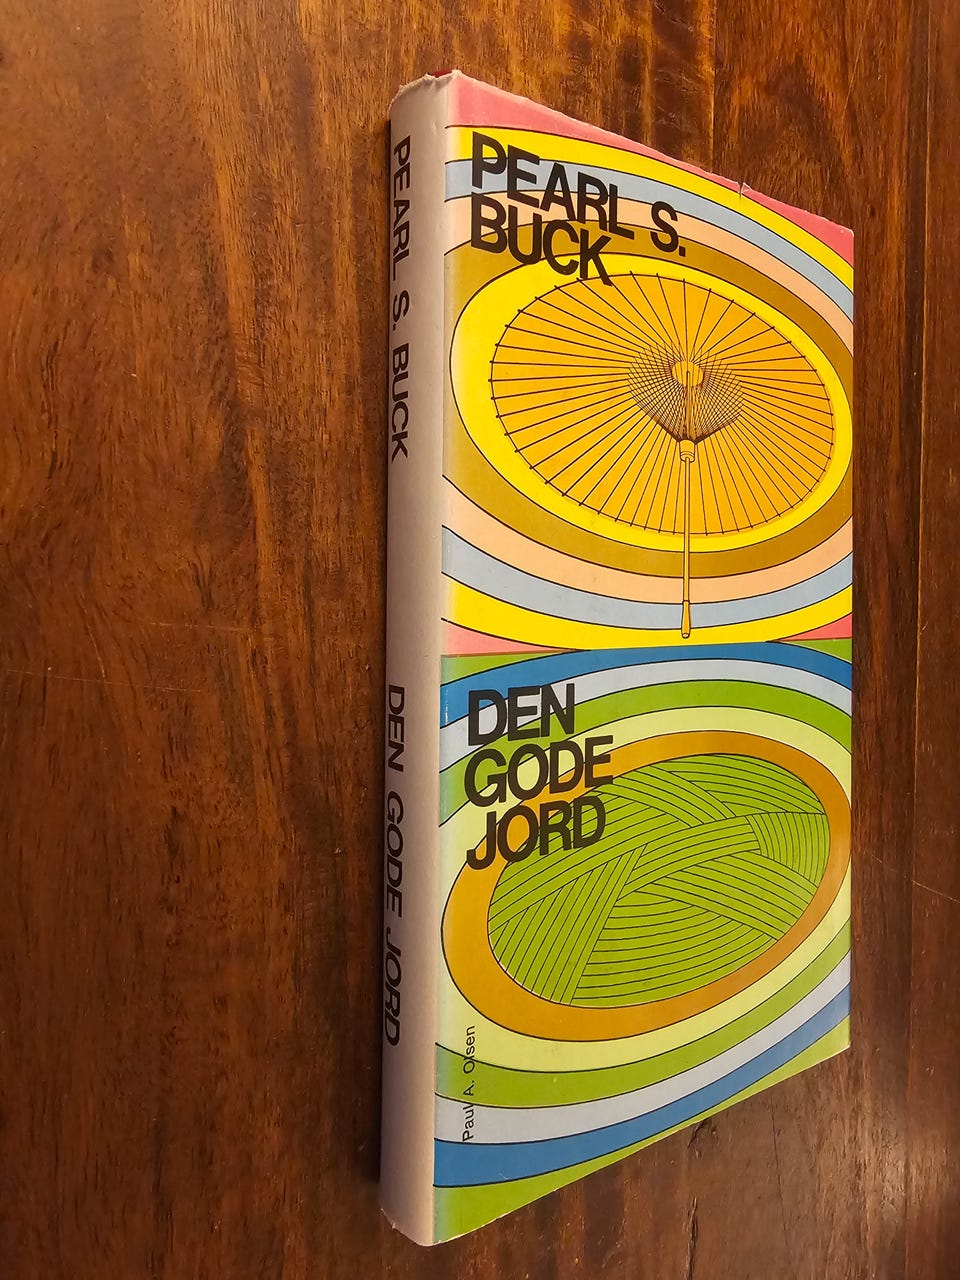 PEARL S. BUCK
DEN GODE JORD
PEARL S.
BUCK
DEN
GODE
JORD
Paul A. Olsen